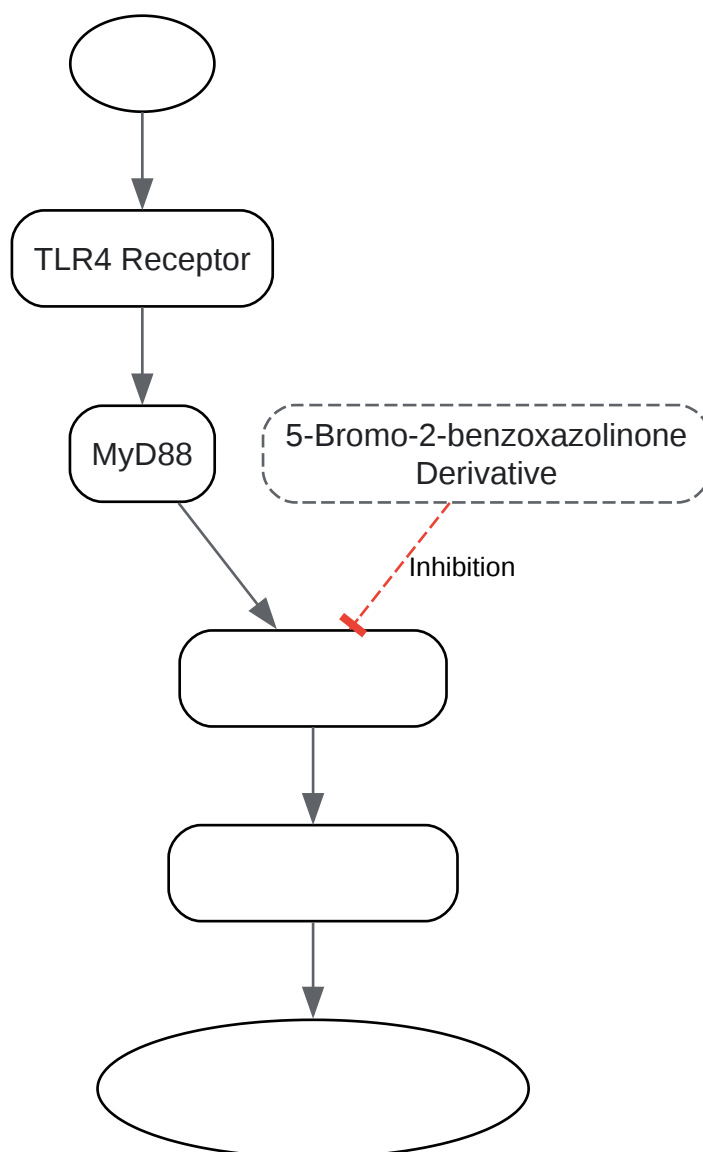 TLR4 Receptor
MyD88
5-Bromo-2-benzoxazolinone
Derivative
Inhibition